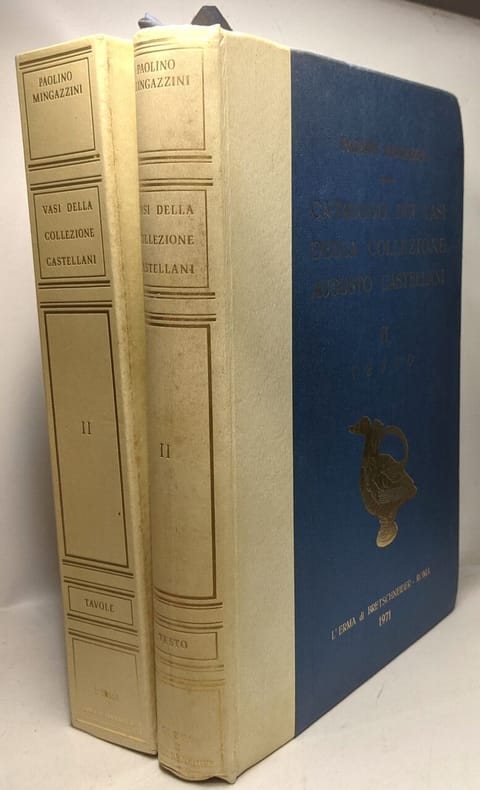 PAOLINO
MINGAZZINI
VASI DELLA
COLLEZIONE
CASTELLANI
II
TAVOLE
L'ERMA
PAOLINO
MINGAZZINI
VASI DELLA
COLLEZIONE
CASTELLANI
II
TESTO
CATALOGO DEI VASI
DELLA COLLEZIONE
AUGUSTO CASTELLANI
II
L'ERMA di BRETSCHNEIDER - ROMA
1971